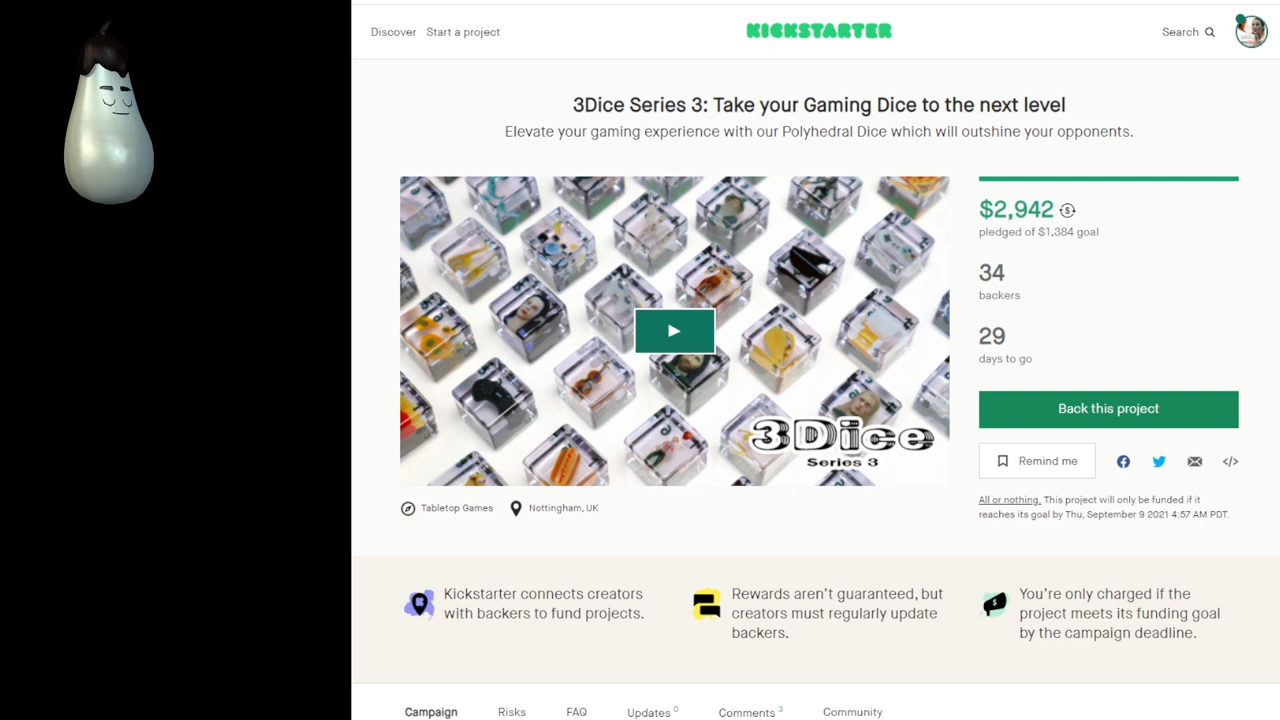 Discover Start a project KICKSTARTER Search
3Dice Series 3: Take your Gaming Dice to the next level
Elevate your gaming experience with our Polyhedral Dice which will outshine your opponents.
3Dice
Series 3
Tabletop Games Nottingham, UK
$2,942
pledged of $1,384 goal
34
backers
29
days to go
Back this project
Remind me
All or nothing. This project will only be funded if it
reaches its goal by Thu, September 9 2021 4:57 AM PDT.
Kickstarter connects creators
with backers to fund projects.
Rewards aren't guaranteed, but
creators must regularly update
backers.
You're only charged if the
project meets its funding goal
by the campaign deadline.
Campaign Risks FAQ Updates 0 Comments 3 Community